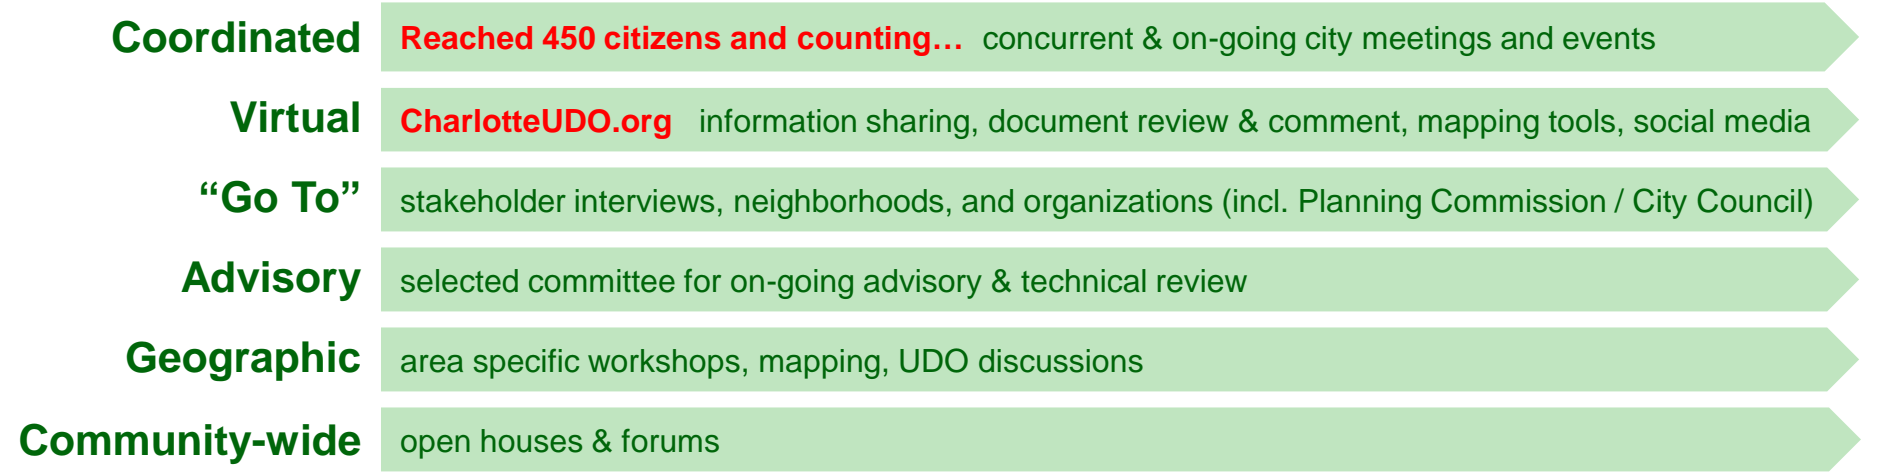 Coordinated Reached 450 citizens and counting… concurrent & on-going city meetings and events
Virtual CharlotteUDO.org information sharing, document review & comment, mapping tools, social media
“Go To” stakeholder interviews, neighborhoods, and organizations (incl. Planning Commission / City Council)
Advisory selected committee for on-going advisory & technical review
Geographic area specific workshops, mapping, UDO discussions
Community-wide open houses & forums